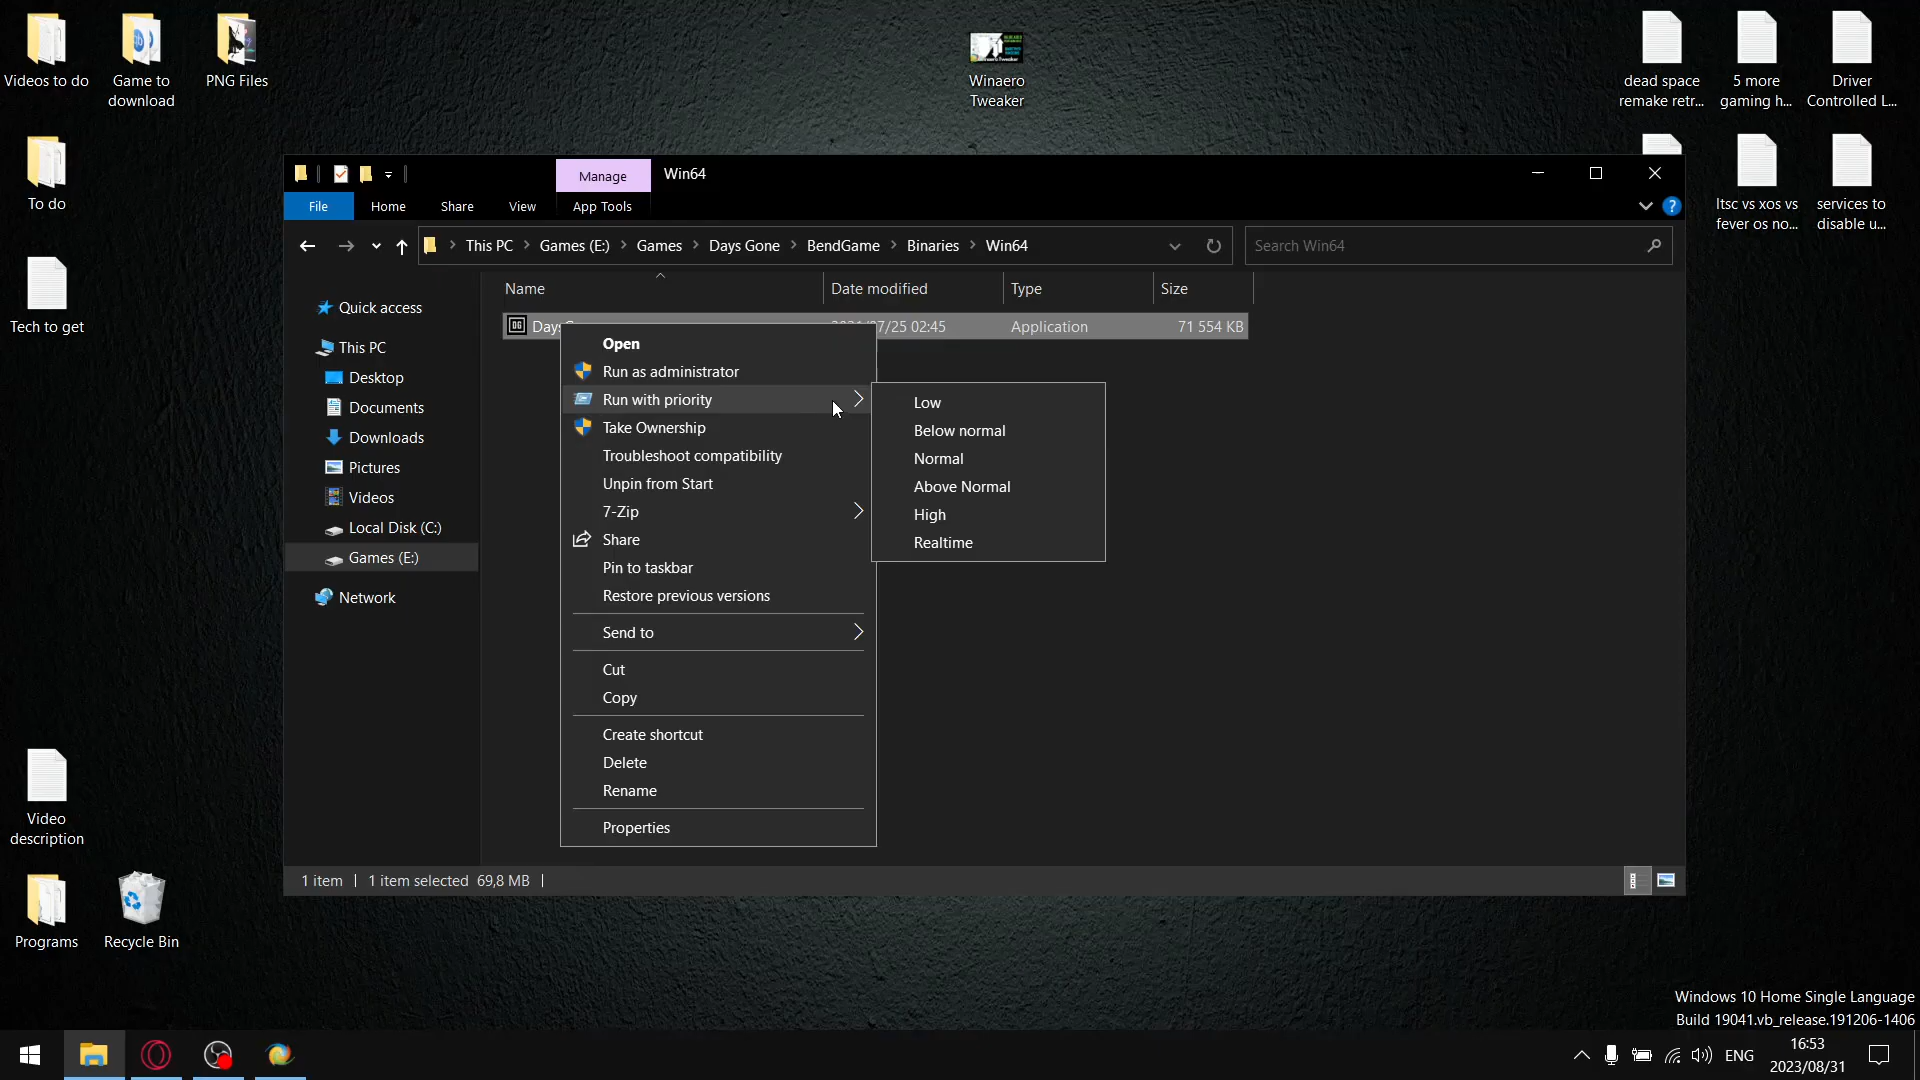 Videos to do
Game to
download
PNG Files
Winaero
Tweaker
dead space
remake retr...
5 more
gaming h...
Driver
Controlled L...
To do
ltsc vs xos vs
fever os no...
services to
disable u...
Tech to get
Video
description
Programs
Recycle Bin
Manage
Win64
File
Home
Share
View
App Tools
This PC
Games (E:)
Games
Days Gone
BendGame
Binaries
Win64
Search Win64
Name
Date modified
Type
Size
Quick access
This PC
Desktop
Documents
Downloads
Pictures
Videos
Local Disk (C:)
Games (E:)
Network
Days
02:45
Application
71 554 KB
Open
Run as administrator
Run with priority
Take Ownership
Troubleshoot compatibility
Unpin from Start
7-Zip
Share
Pin to taskbar
Restore previous versions
Send to
Cut
Copy
Create shortcut
Delete
Rename
Properties
Low
Below normal
Normal
Above Normal
High
Realtime
1 item
1 item selected 69,8 MB
Windows 10 Home Single Language
Build 19041.vb_release.191206-1406
ENG
16:53
2023/08/31